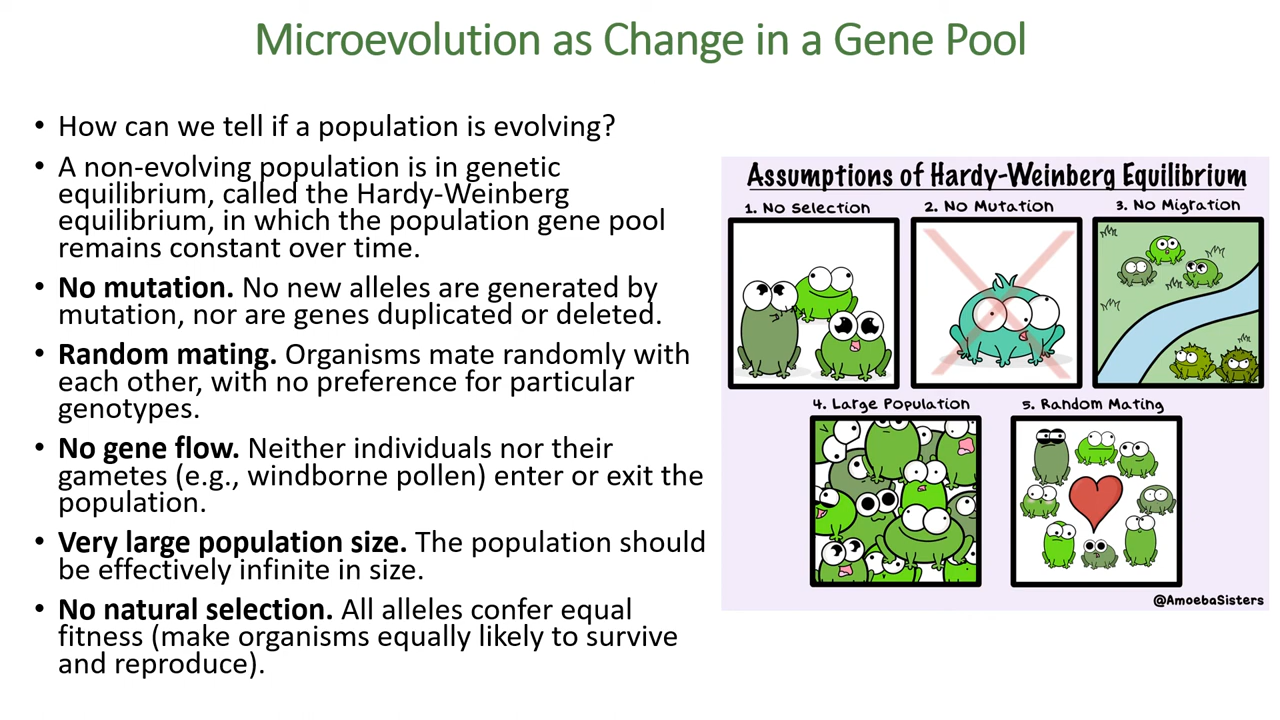 Microevolution as Change in a Gene Pool
• How can we tell if a population is evolving?
• A non-evolving population is in genetic
equilibrium, called the Hardy-Weinberg
equilibrium, in which the population gene pool
remains constant over time.
• No mutation. No new alleles are generated by
mutation, nor are genes duplicated or deleted.
• Random mating. Organisms mate randomly with
each other, with no preference for particular
genotypes.
• No gene flow. Neither individuals nor their
gametes (e.g., windborne pollen) enter or exit the
population.
• Very large population size. The population should
be effectively infinite in size.
• No natural selection. All alleles confer equal
fitness (make organisms equally likely to survive
and reproduce).
Assumptions of Hardy-Weinberg Equilibrium
1. No Selection
2. No Mutation
3. No Migration
4. Large Population
5. Random Mating
@AmoebaSisters